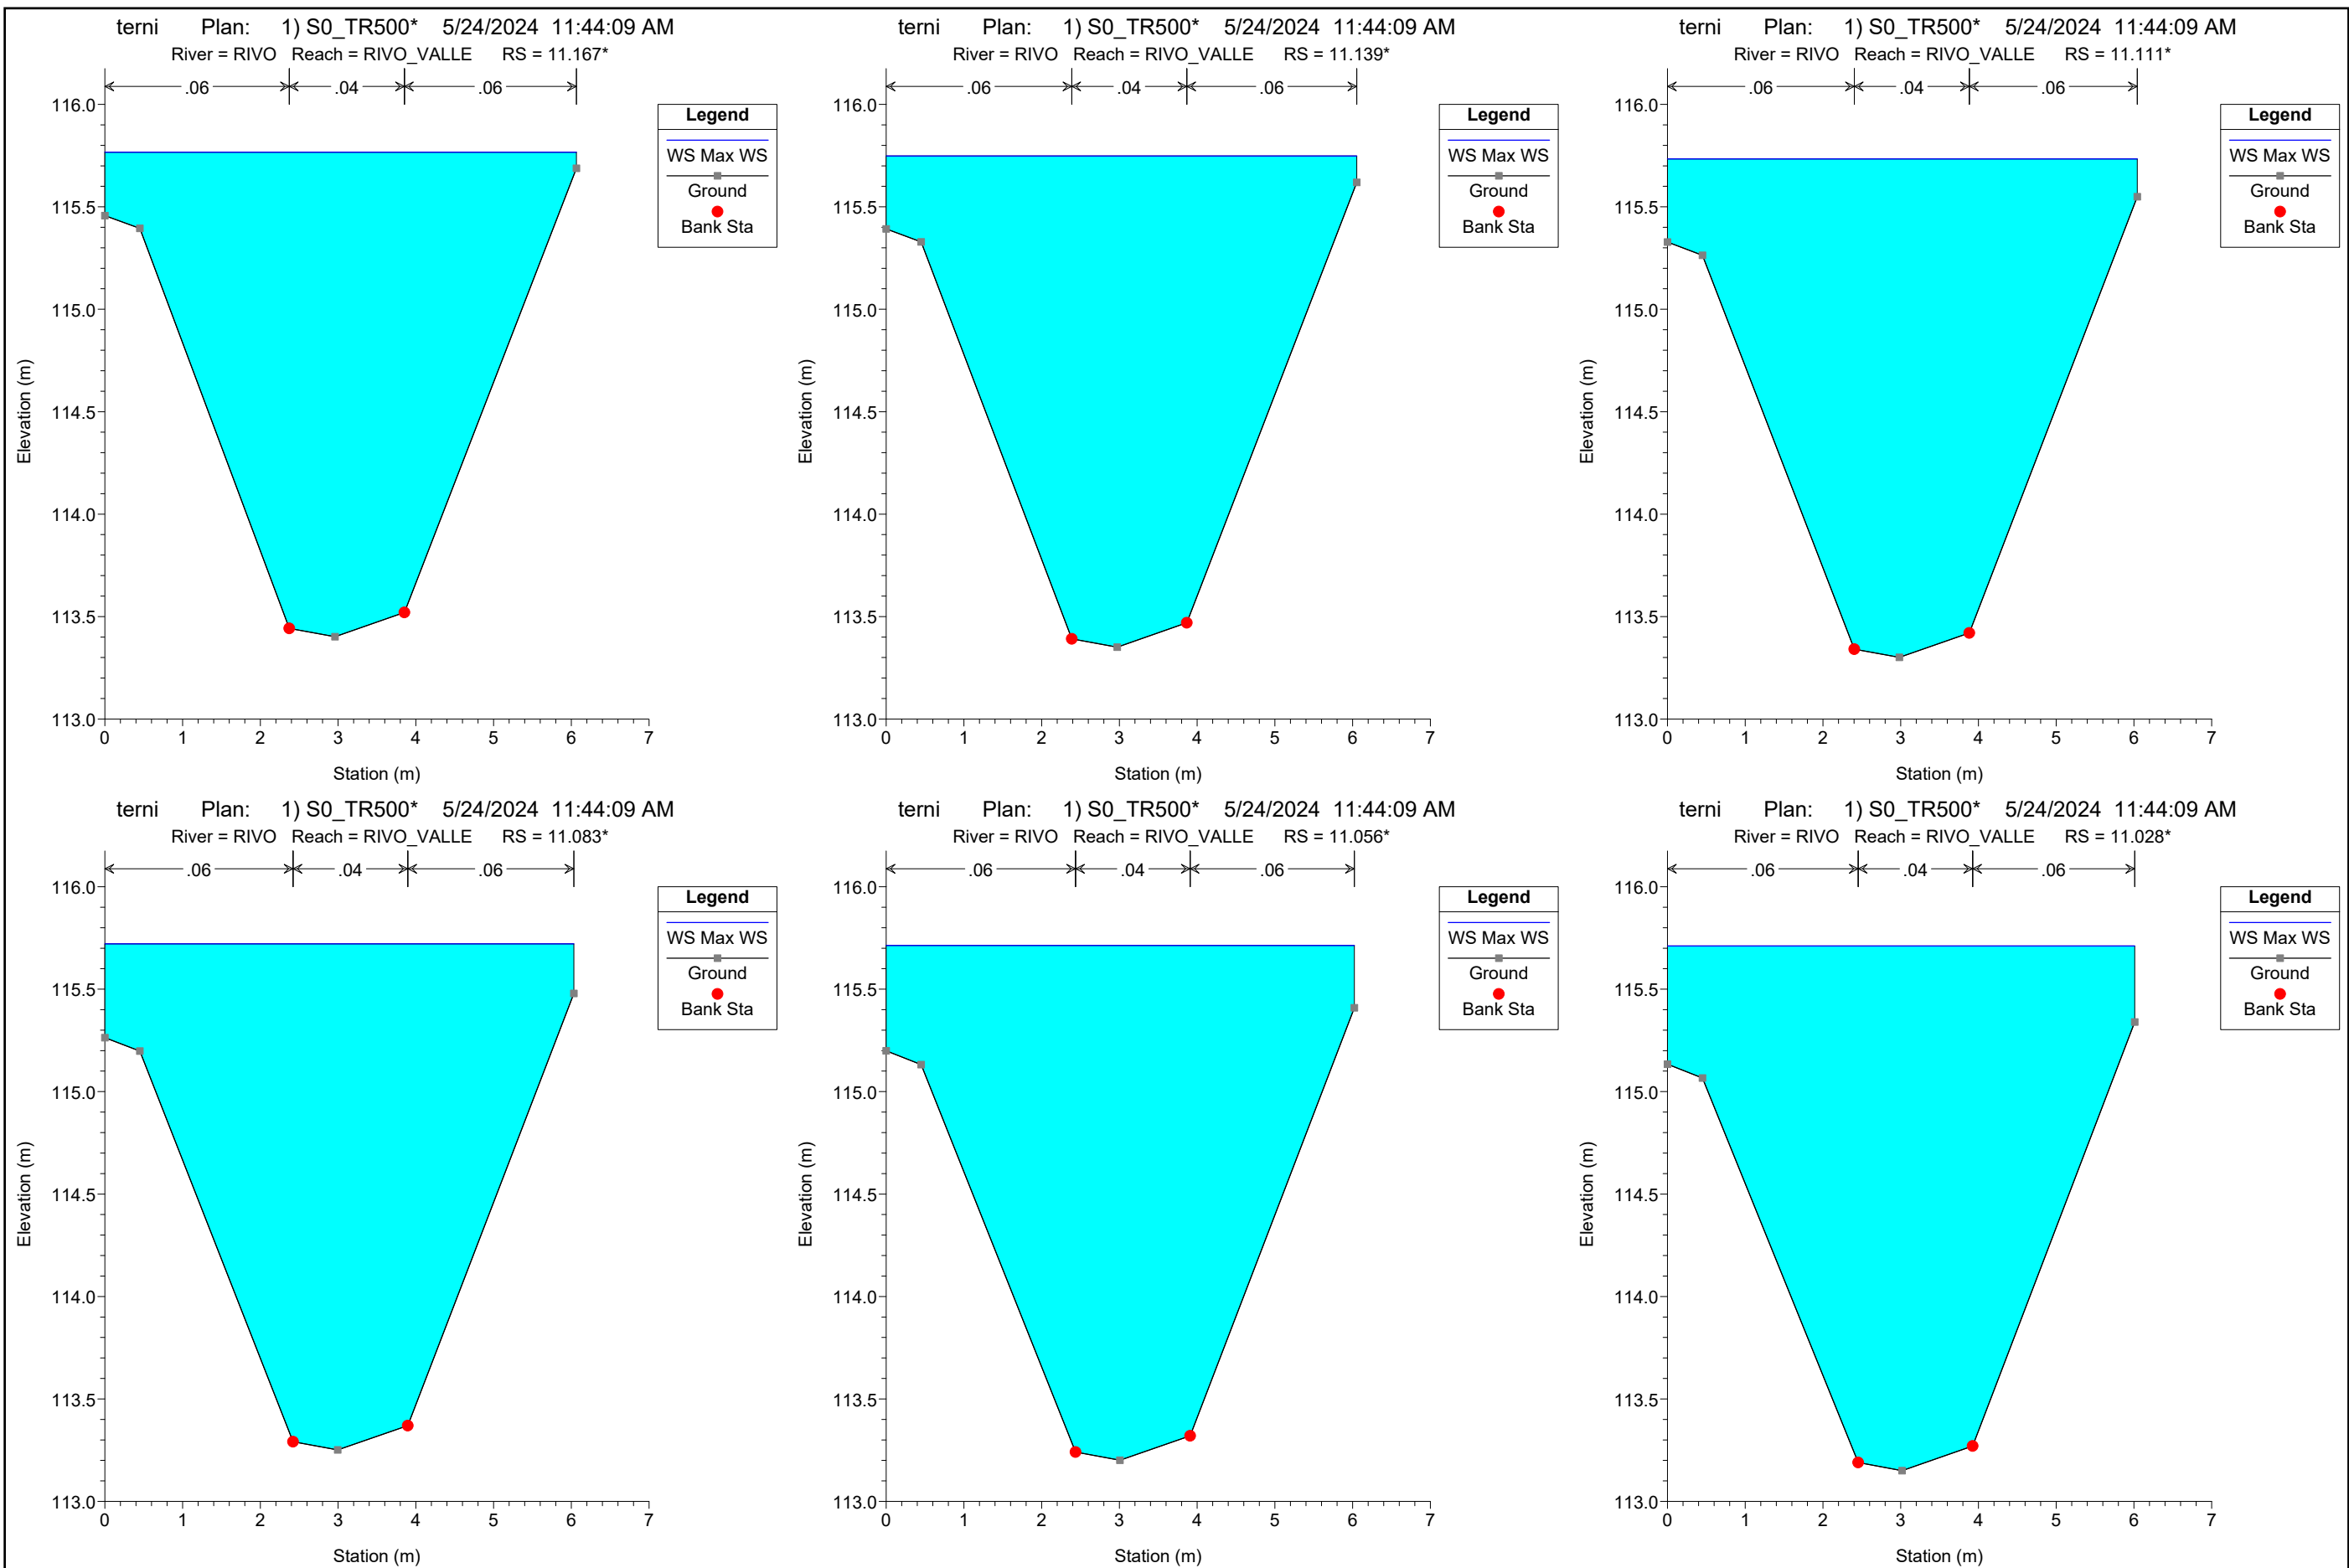 terni Plan: 1) S0_TR500* 5/24/2024 11:44:09 AM
River = RIVO Reach = RIVO_VALLE RS = 11.167*
.06 .04 .06
116.0
115.5
115.0
114.5
114.0
113.5
113.0
Elevation (m)
0 1 2 3 4 5 6 7
Station (m)
Legend
WS Max WS
Ground
Bank Sta
terni Plan: 1) S0_TR500* 5/24/2024 11:44:09 AM
River = RIVO Reach = RIVO_VALLE RS = 11.139*
.06 .04 .06
116.0
115.5
115.0
114.5
114.0
113.5
113.0
Elevation (m)
0 1 2 3 4 5 6 7
Station (m)
Legend
WS Max WS
Ground
Bank Sta
terni Plan: 1) S0_TR500* 5/24/2024 11:44:09 AM
River = RIVO Reach = RIVO_VALLE RS = 11.111*
.06 .04 .06
116.0
115.5
115.0
114.5
114.0
113.5
113.0
Elevation (m)
0 1 2 3 4 5 6 7
Station (m)
Legend
WS Max WS
Ground
Bank Sta
terni Plan: 1) S0_TR500* 5/24/2024 11:44:09 AM
River = RIVO Reach = RIVO_VALLE RS = 11.083*
.06 .04 .06
116.0
115.5
115.0
114.5
114.0
113.5
113.0
Elevation (m)
0 1 2 3 4 5 6 7
Station (m)
Legend
WS Max WS
Ground
Bank Sta
terni Plan: 1) S0_TR500* 5/24/2024 11:44:09 AM
River = RIVO Reach = RIVO_VALLE RS = 11.056*
.06 .04 .06
116.0
115.5
115.0
114.5
114.0
113.5
113.0
Elevation (m)
0 1 2 3 4 5 6 7
Station (m)
Legend
WS Max WS
Ground
Bank Sta
terni Plan: 1) S0_TR500* 5/24/2024 11:44:09 AM
River = RIVO Reach = RIVO_VALLE RS = 11.028*
.06 .04 .06
116.0
115.5
115.0
114.5
114.0
113.5
113.0
Elevation (m)
0 1 2 3 4 5 6 7
Station (m)
Legend
WS Max WS
Ground
Bank Sta